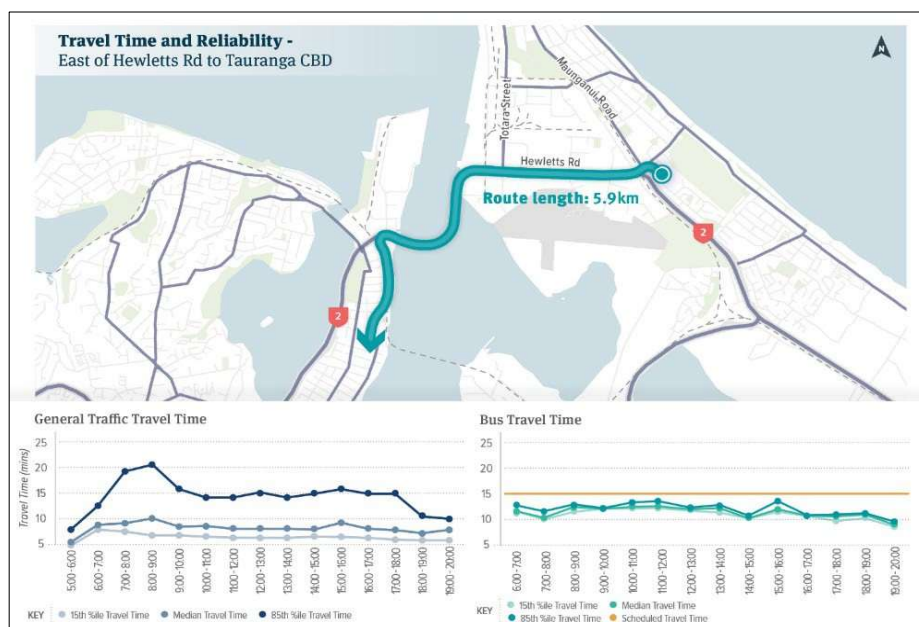 Travel Time and Reliability -
East of Hewletts Rd to Tauranga CBD
N
Totara Street
Maunganui Road
Hewletts Rd
Route length: 5.9km
2
2
General Traffic Travel Time
25
20
15
10
5
Travel Time (mins)
5:00 - 6:00
6:00 - 7:00
7:00 - 8:00
8:00 - 9:00
9:00 - 10:00
10:00 - 11:00
11:00 - 12:00
12:00 - 13:00
13:00 - 14:00
14:00 - 15:00
15:00 - 16:00
16:00 - 17:00
17:00 - 18:00
18:00 - 19:00
19:00 - 20:00
KEY
15th %ile Travel Time
Median Travel Time
85th %ile Travel Time
Bus Travel Time
25
20
15
10
5
6:00 - 7:00
7:00 - 8:00
8:00 - 9:00
9:00 - 10:00
10:00 - 11:00
11:00 - 12:00
12:00 - 13:00
13:00 - 14:00
14:00 - 15:00
15:00 - 16:00
16:00 - 17:00
17:00 - 18:00
18:00 - 19:00
19:00 - 20:00
KEY
15th %ile Travel Time
Median Travel Time
85th %ile Travel Time
Scheduled Travel Time